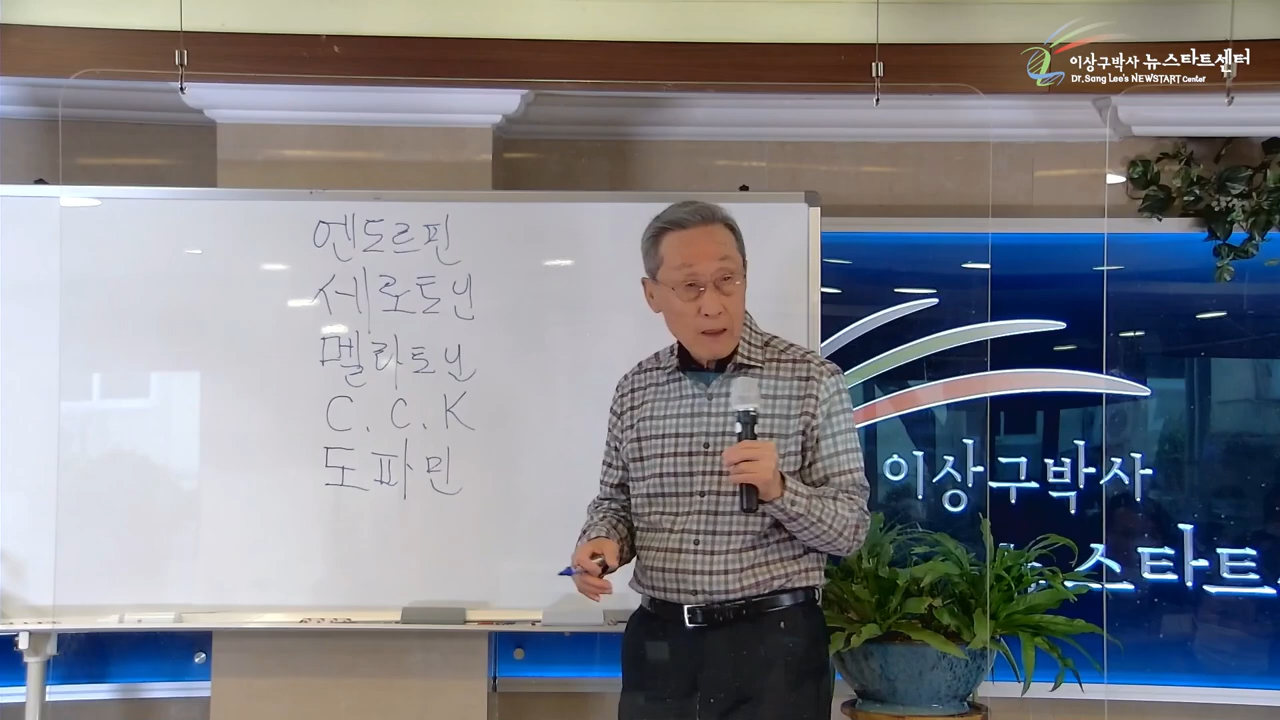 이상구박사 뉴스타트센터
Dr. Sang Lee's NEWSTART Center
엔도르핀
세로토닌
멜라토닌
C.C.K
도파민
이상구박사
뉴스타트